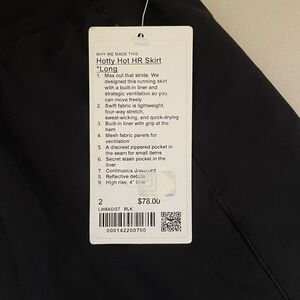 WHY WE MADE THIS
Hotty Hot HR Skirt
*Long
1. Max out that stride. We
designed this running skirt
with a built-in liner and
strategic ventilation so you
can move freely
2. Swift fabric is lightweight,
four-way stretch,
sweat-wicking, and quick-drying
3. Built-in liner with grip at the
hem
4. Mesh fabric panels for
ventilation
5. A discreet zippered pocket in
the seam for small items
6. Secret stash pocket in the
liner
7. Continuous drawcord
8. Reflective details
9. High rise, 4" liner
2 $78.00
LW8ADGT BLK
000142200700